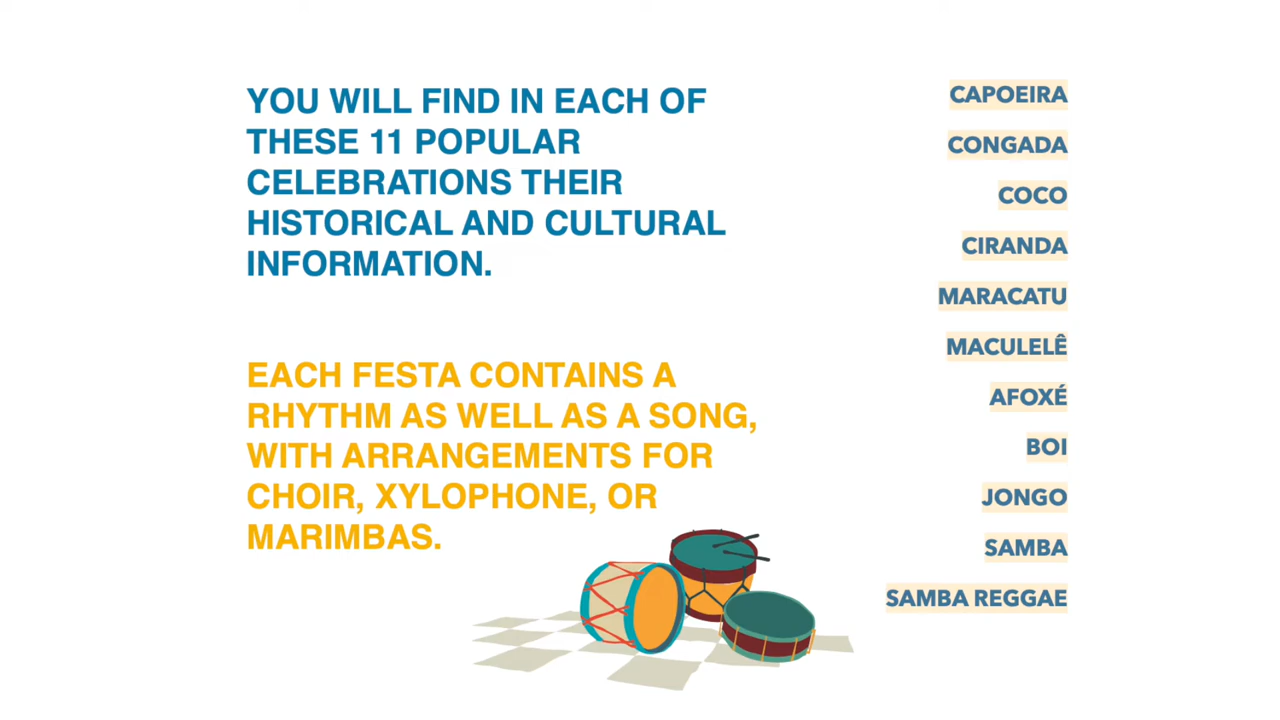 YOU WILL FIND IN EACH OF
THESE 11 POPULAR
CELEBRATIONS THEIR
HISTORICAL AND CULTURAL
INFORMATION.
EACH FESTA CONTAINS A
RHYTHM AS WELL AS A SONG,
WITH ARRANGEMENTS FOR
CHOIR, XYLOPHONE, OR
MARIMBAS.
CAPOEIRA
CONGADA
COCO
CIRANDA
MARACATU
MACULELÊ
AFOXÉ
BOI
JONGO
SAMBA
SAMBA REGGAE